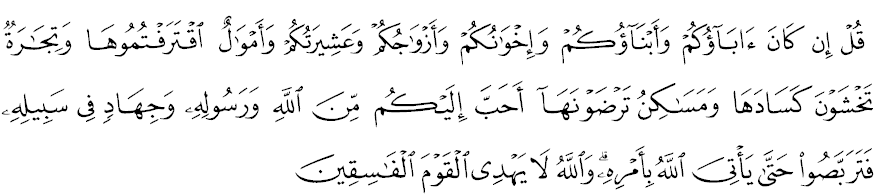 قُلۡ إِن كَانَ ءَابَآؤُكُمۡ وَأَبۡنَآؤُكُمۡ وَإِخۡوَٰنُكُمۡ وَأَزۡوَٰجُكُمۡ وَعَشِيرَتُكُمۡ وَأَمۡوَٰلٌ ٱقۡتَرَفۡتُمُوهَا وَتِجَٰرَةٞ
تَخۡشَوۡنَ كَسَادَهَا وَمَسَٰكِنُ تَرۡضَوۡنَهَآ أَحَبَّ إِلَيۡكُم مِّنَ ٱللَّهِ وَرَسُولِهِۦ وَجِهَادٖ فِي سَبِيلِهِۦ
فَتَرَبَّصُواْ حَتَّىٰ يَأۡتِيَ ٱللَّهُ بِأَمۡرِهِۦۗ وَٱللَّهُ لَا يَهۡدِي ٱلۡقَوۡمَ ٱلۡفَٰسِقِينَ